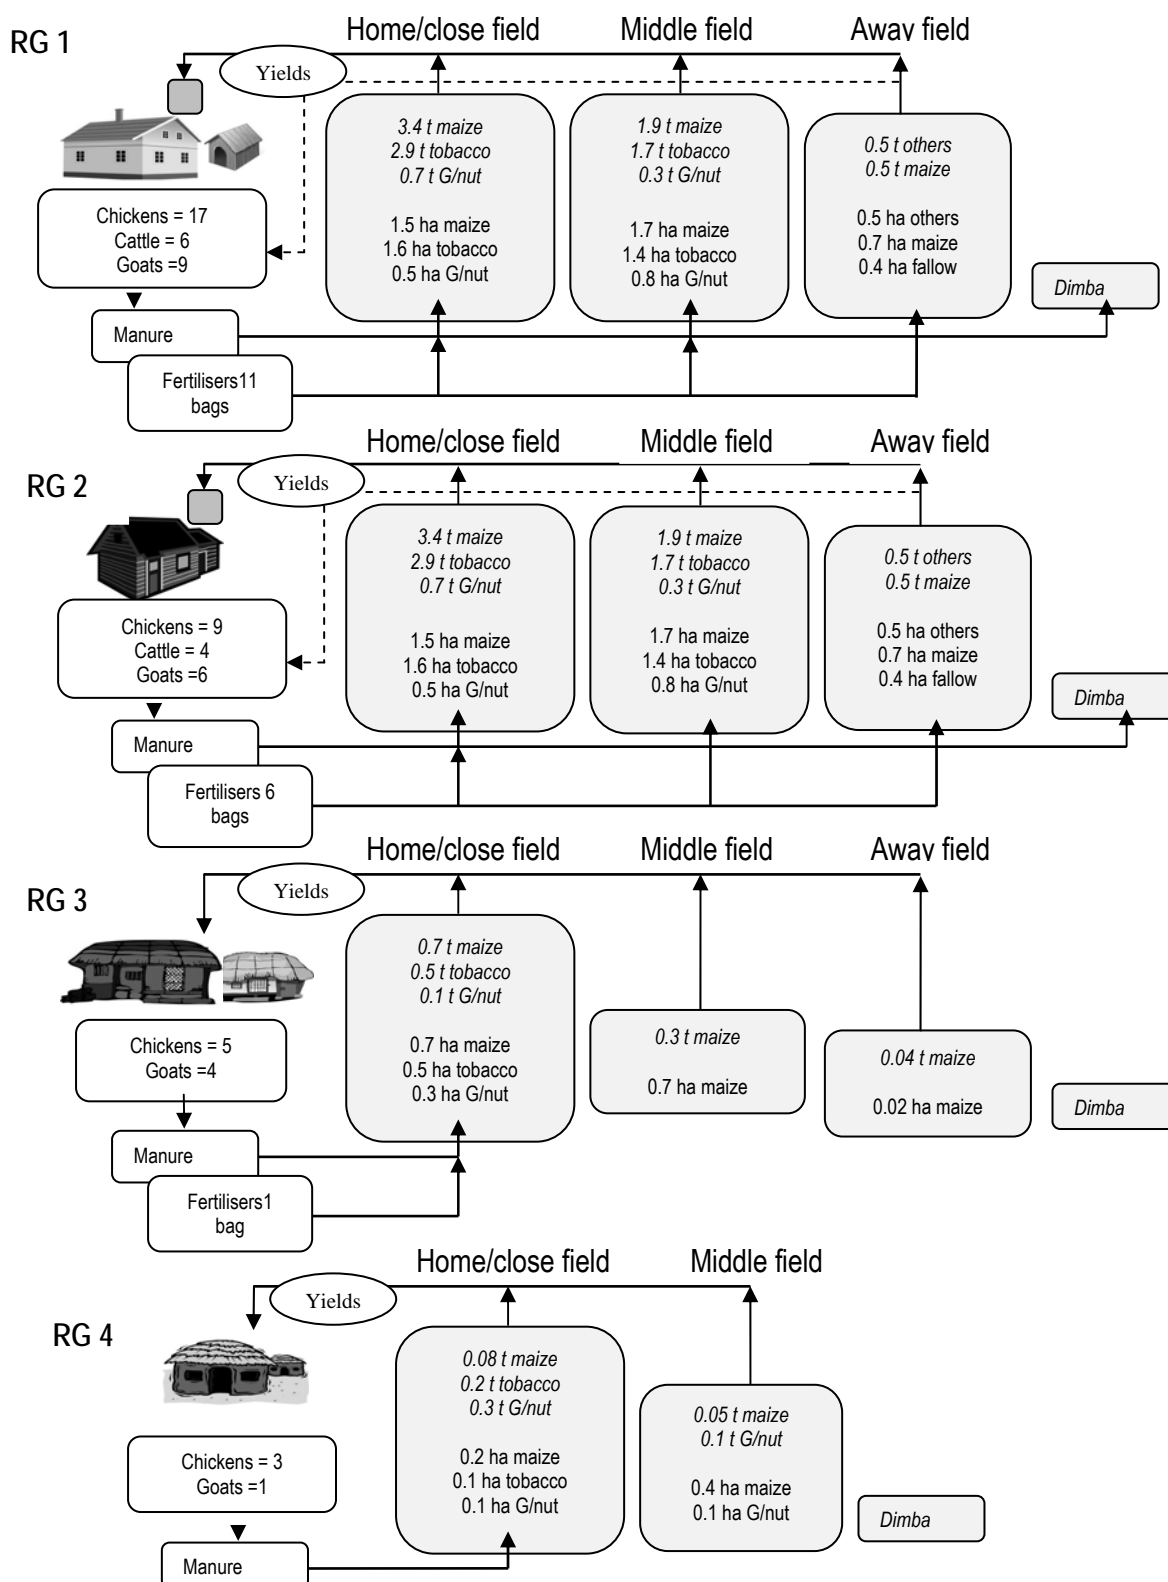 RG 1
Home/close field
Middle field
Away field
Yields
3.4 t maize
2.9 t tobacco
0.7 t G/nut
1.5 ha maize
1.6 ha tobacco
0.5 ha G/nut
1.9 t maize
1.7 t tobacco
0.3 t G/nut
1.7 ha maize
1.4 ha tobacco
0.8 ha G/nut
0.5 t others
0.5 t maize
0.5 ha others
0.7 ha maize
0.4 ha fallow
Chickens = 17
Cattle = 6
Goats =9
Dimba
Manure
Fertilisers11
bags
RG 2
Home/close field
Middle field
Away field
Yields
3.4 t maize
2.9 t tobacco
0.7 t G/nut
1.5 ha maize
1.6 ha tobacco
0.5 ha G/nut
1.9 t maize
1.7 t tobacco
0.3 t G/nut
1.7 ha maize
1.4 ha tobacco
0.8 ha G/nut
0.5 t others
0.5 t maize
0.5 ha others
0.7 ha maize
0.4 ha fallow
Chickens = 9
Cattle = 4
Goats =6
Dimba
Manure
Fertilisers 6
bags
RG 3
Home/close field
Middle field
Away field
Yields
0.7 t maize
0.5 t tobacco
0.1 t G/nut
0.7 ha maize
0.5 ha tobacco
0.3 ha G/nut
0.3 t maize
0.7 ha maize
0.04 t maize
0.02 ha maize
Chickens = 5
Goats =4
Dimba
Manure
Fertilisers1
bag
RG 4
Home/close field
Middle field
Yields
0.08 t maize
0.2 t tobacco
0.3 t G/nut
0.2 ha maize
0.1 ha tobacco
0.1 ha G/nut
0.05 t maize
0.1 t G/nut
0.4 ha maize
0.1 ha G/nut
Chickens = 3
Goats =1
Dimba
Manure